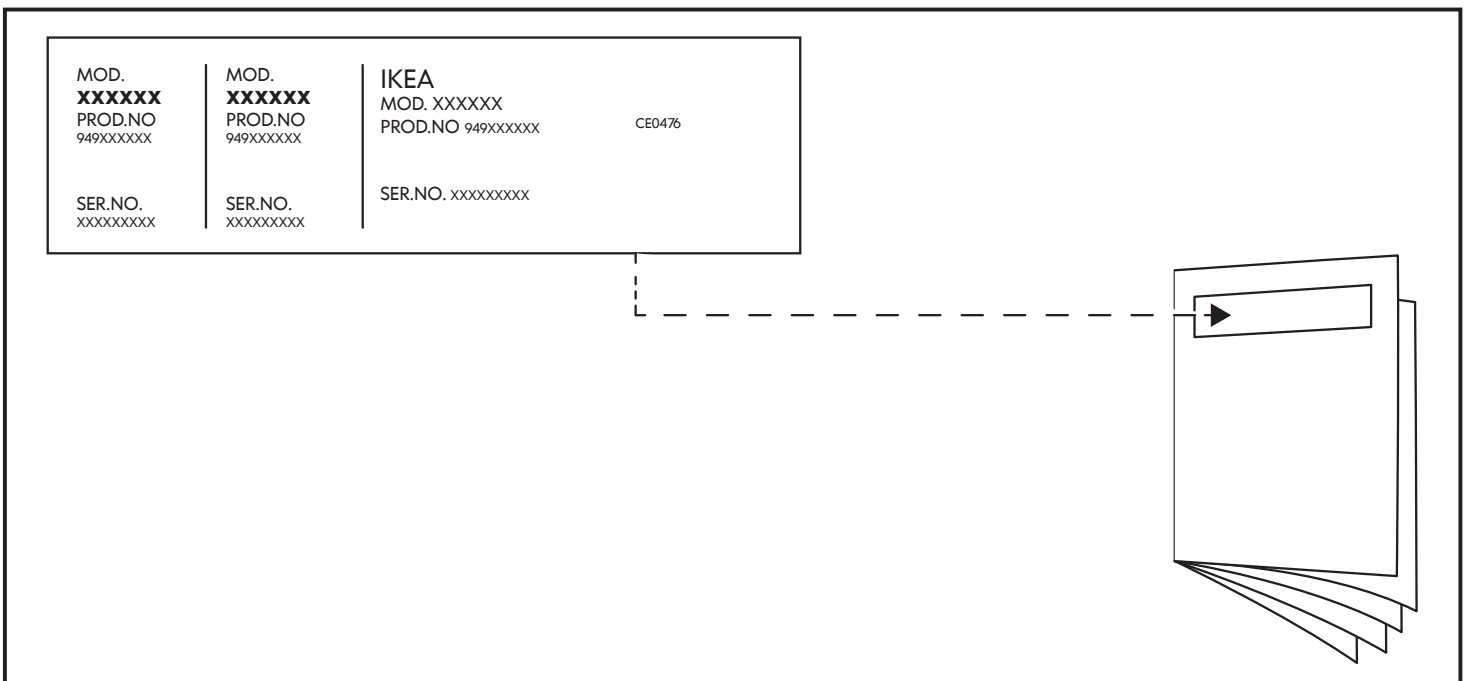 MOD.
XXXXXX
PROD.NO
949XXXXXX
SER.NO.
XXXXXXXXX
MOD.
XXXXXX
PROD.NO
949XXXXXX
SER.NO.
XXXXXXXXX
IKEA
MOD. XXXXXX
PROD.NO 949XXXXXX
CE0476
SER.NO. XXXXXXXXX